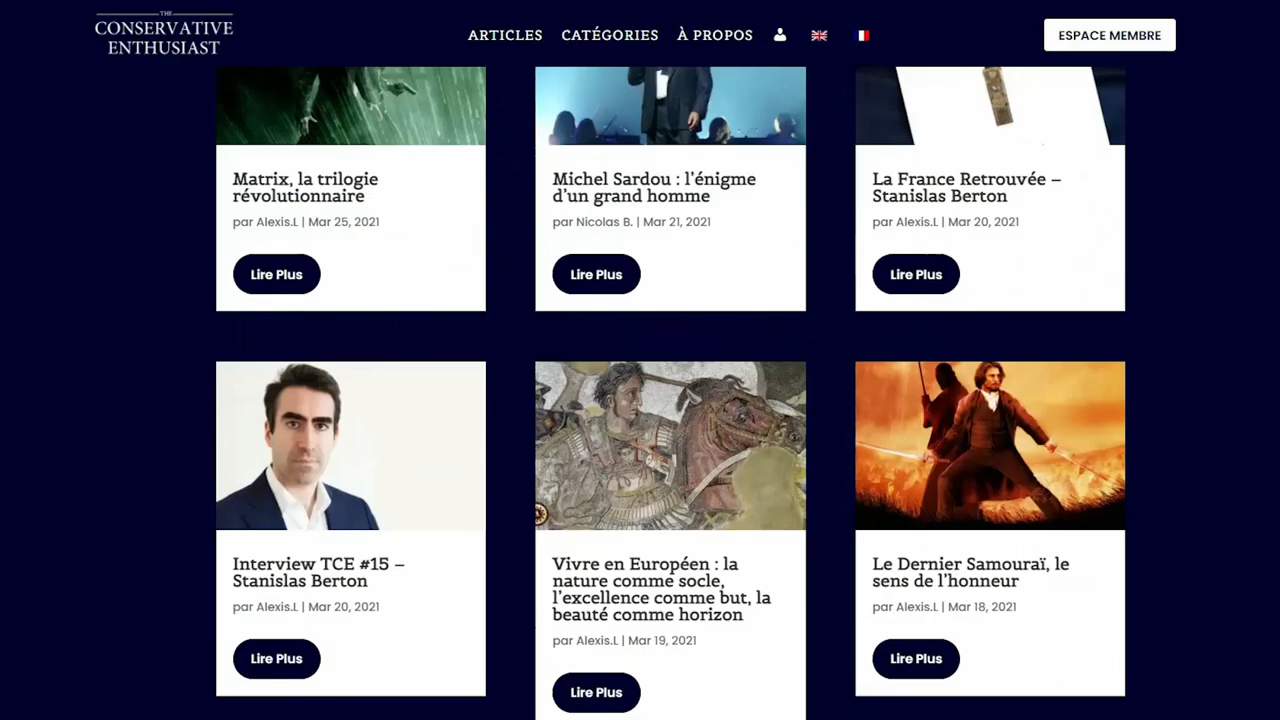 THE
CONSERVATIVE
ENTHUSIAST
ARTICLES
CATÉGORIES
À PROPOS
ESPACE MEMBRE
Matrix, la trilogie
révolutionnaire
par Alexis.L | Mar 25, 2021
Lire Plus
Michel Sardou : l’énigme
d’un grand homme
par Nicolas B. | Mar 21, 2021
Lire Plus
La France Retrouvée –
Stanislas Berton
par Alexis.L | Mar 20, 2021
Lire Plus
Interview TCE #15 –
Stanislas Berton
par Alexis.L | Mar 20, 2021
Lire Plus
Vivre en Européen : la
nature comme socle,
l’excellence comme but, la
beauté comme horizon
par Alexis.L | Mar 19, 2021
Lire Plus
Le Dernier Samouraï, le
sens de l’honneur
par Alexis.L | Mar 18, 2021
Lire Plus